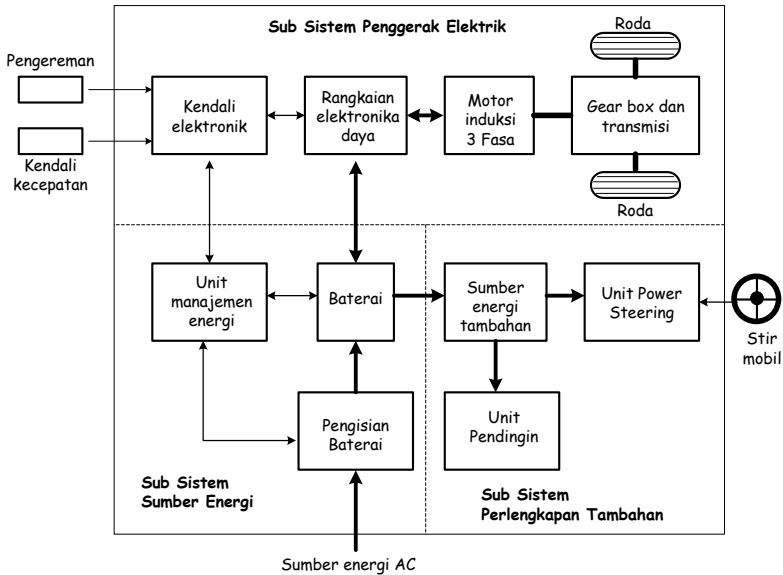 Sub Sistem Penggerak Elektrik
Roda
Pengereman
Kendali
elektronik
Rangkaian
elektronika
daya
Motor
induksi
3 Fasa
Gear box dan
transmisi
Kendali
kecepatan
Roda
Unit
manajemen
energi
Baterai
Sumber
energi
tambahan
Unit Power
Steering
Stir
mobil
Pengisian
Baterai
Unit
Pendingin
Sub Sistem
Sumber Energi
Sub Sistem
Perlengkapan Tambahan
Sumber energi AC